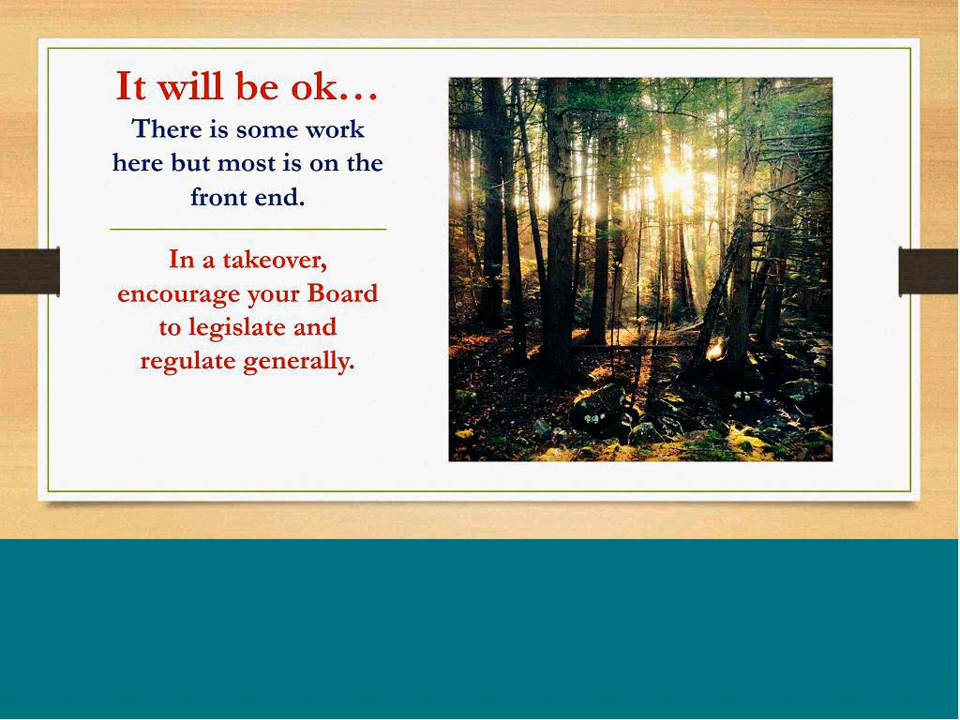 It will be ok…
There is some work
here but most is on the
front end.
In a takeover,
encourage your Board
to legislate and
regulate generally.